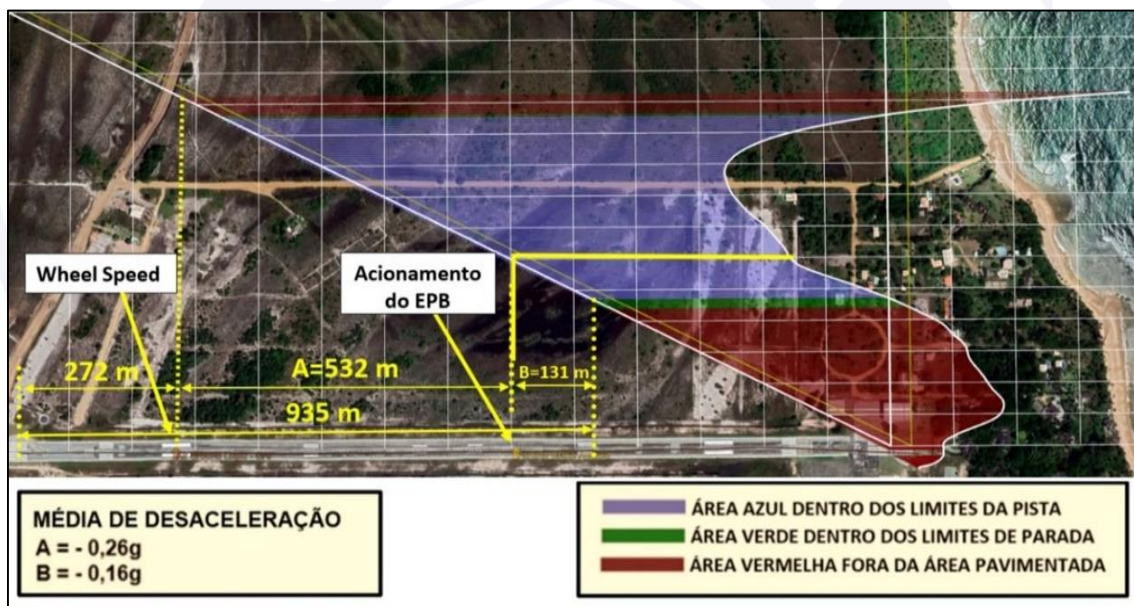 Wheel Speed
Acionamento
do EPB
272 m
A=532 m
B=131 m
935 m
MÉDIA DE DESACELERAÇÃO
A = - 0,26g
B = - 0,16g
ÁREA AZUL DENTRO DOS LIMITES DA PISTA
ÁREA VERDE DENTRO DOS LIMITES DE PARADA
ÁREA VERMELHA FORA DA ÁREA PAVIMENTADA